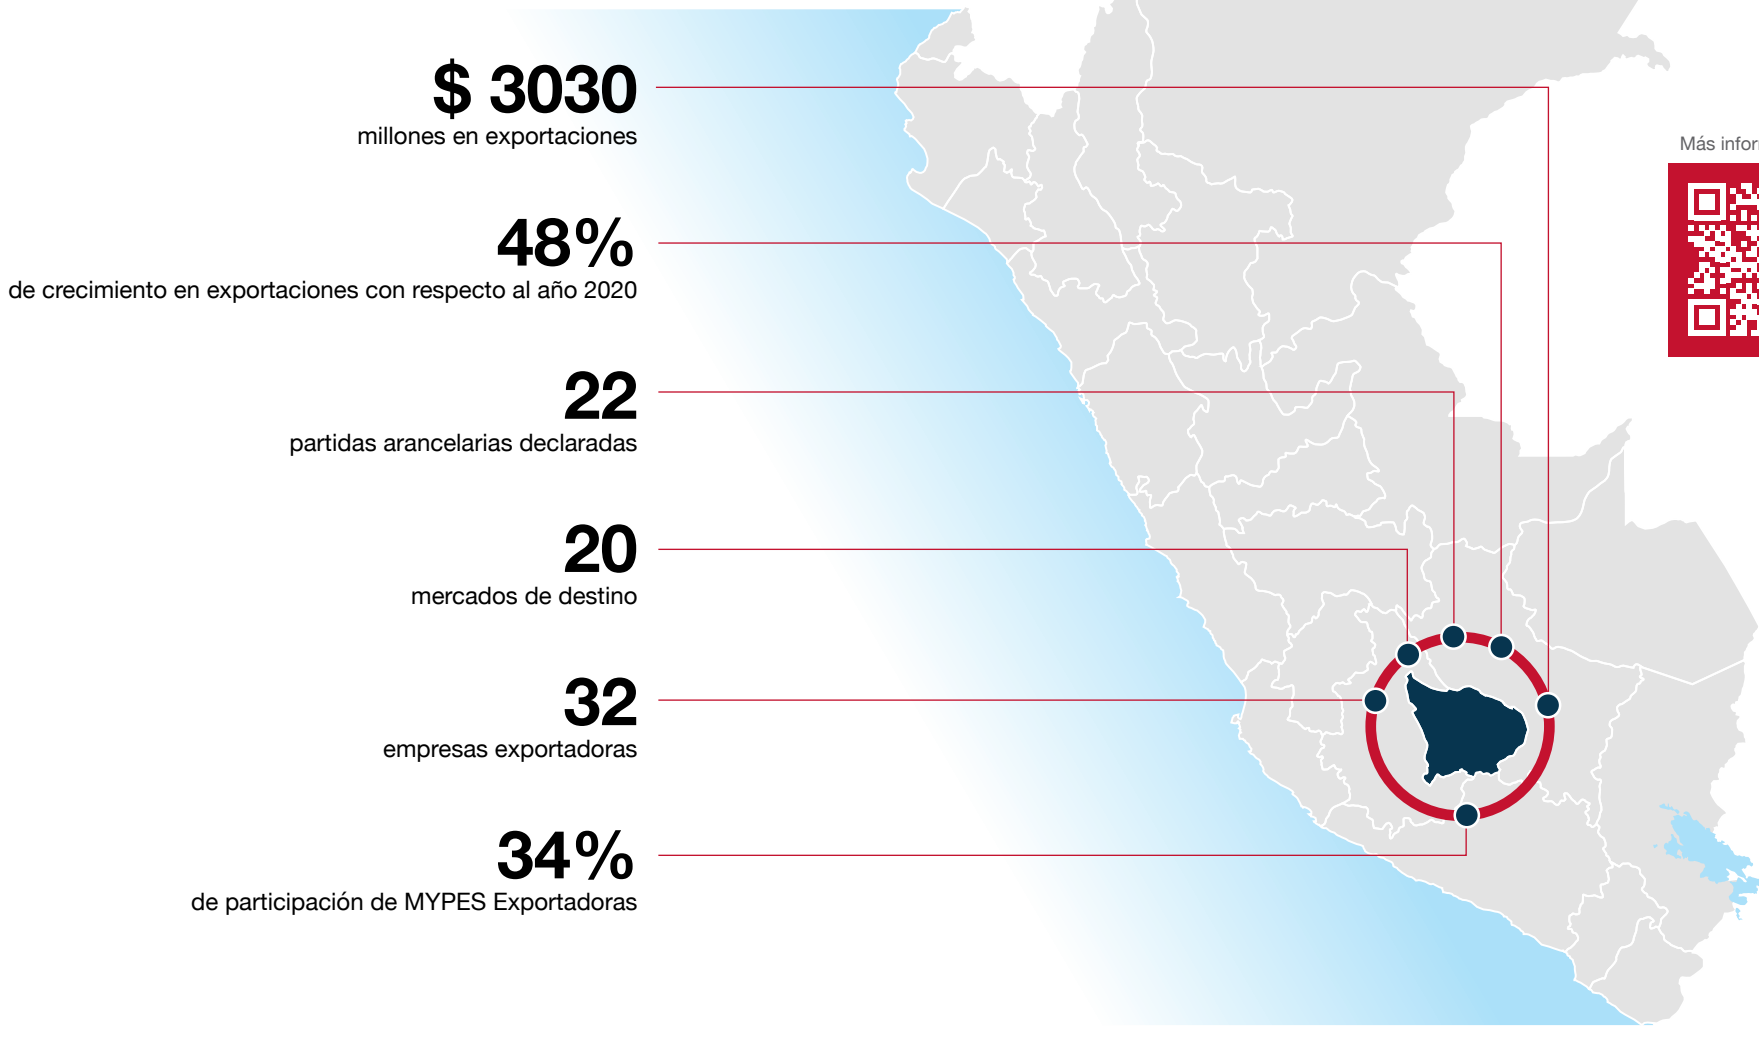 $ 3030
millones en exportaciones
Más infor
48%
de crecimiento en exportaciones con respecto al año 2020
22
partidas arancelarias declaradas
20
mercados de destino
32
empresas exportadoras
34%
de participación de MYPES Exportadoras